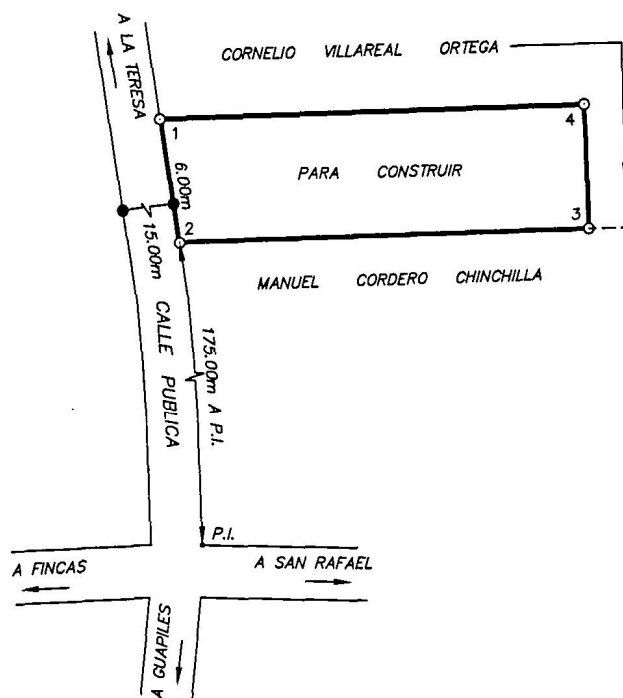 A LA TERESA
CORNELIO VILLAREAL ORTEGA
1
4
6.00m
PARA CONSTRUIR
3
2
15.00m
CALLE PUBLICA
MANUEL CORDERO CHINCHILLA
175.00m A P.I.
P.I.
A FINCAS
A SAN RAFAEL
A GUAPILES